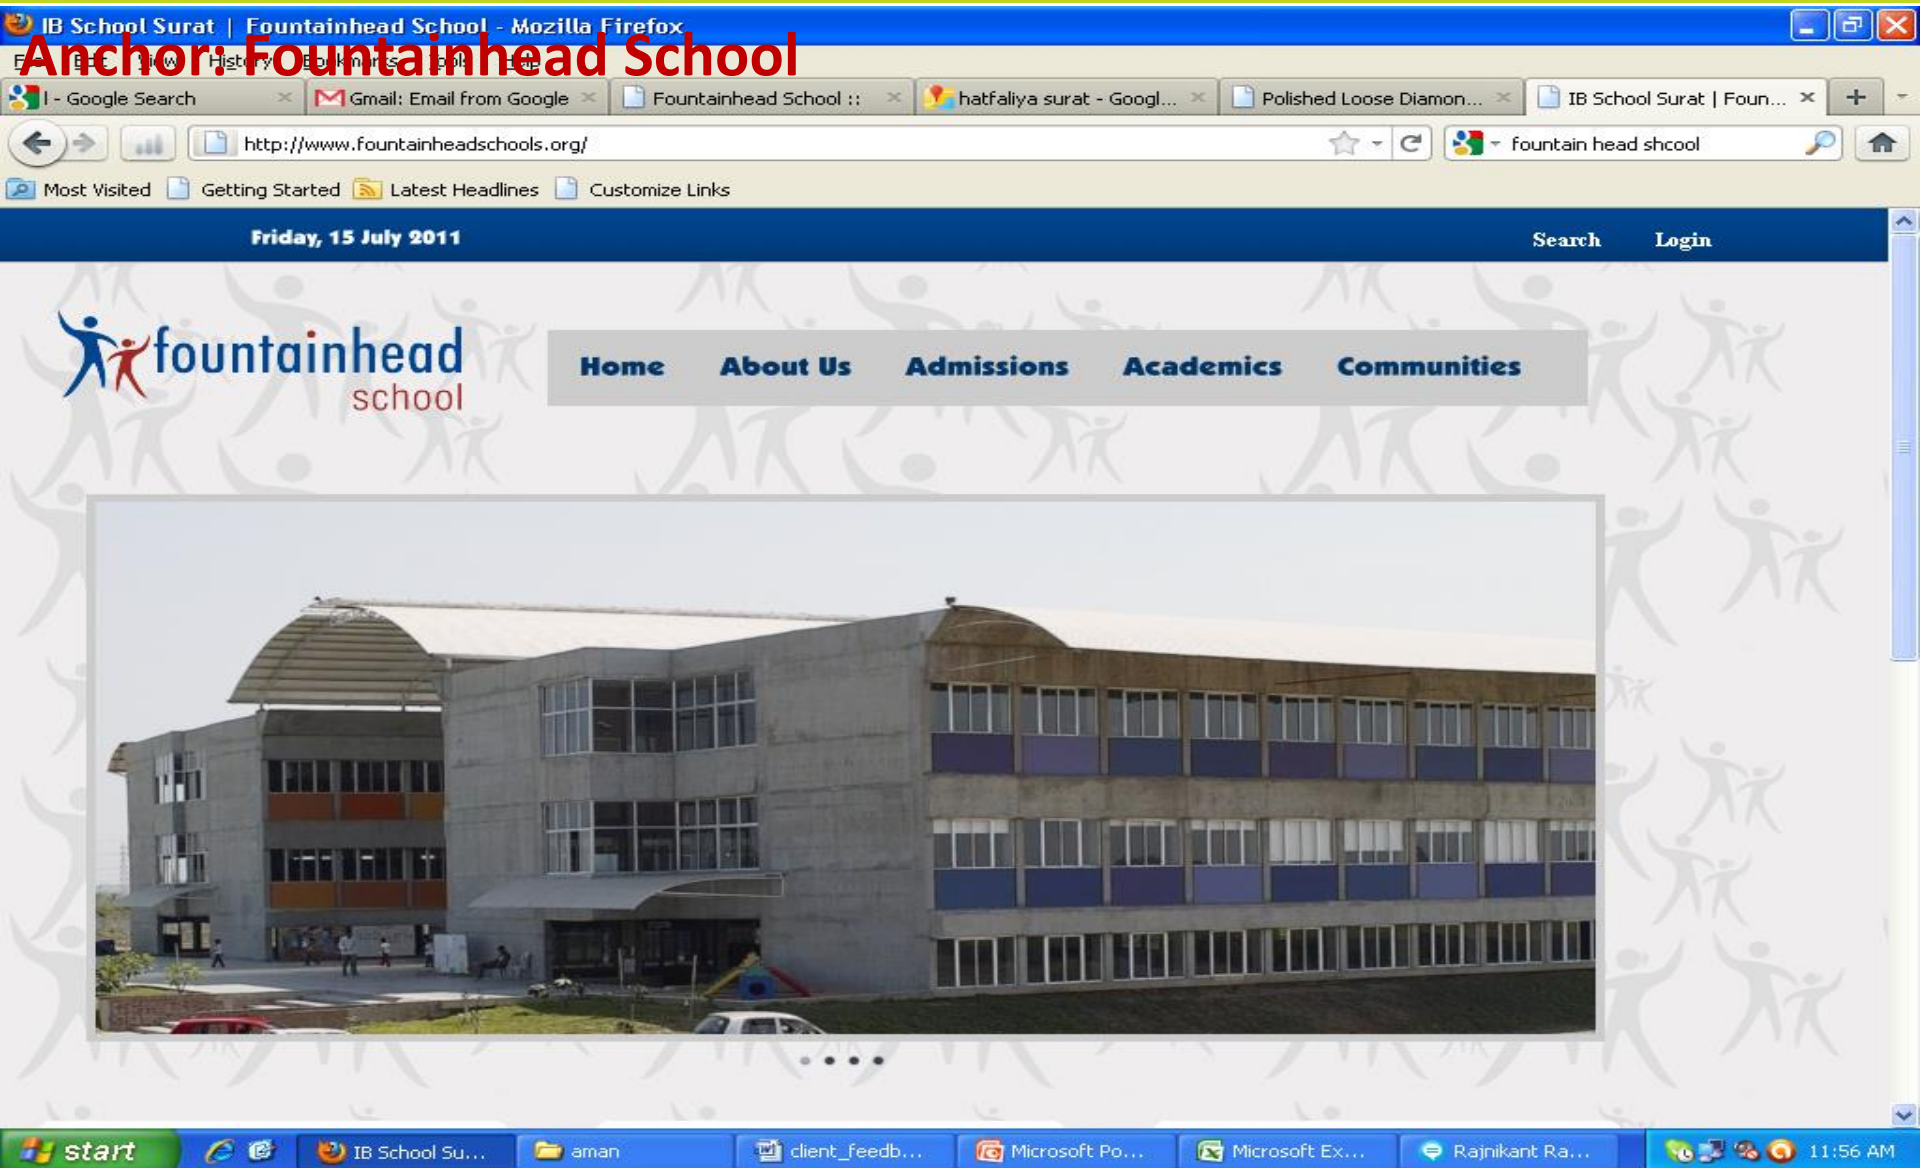 IB School Surat | Fountainhead School - Mozilla Firefox
Anchor: Fountainhead School
History Bookmarks Tools Help
l - Google Search
Gmail: Email from Google
Fountainhead School ::
hatfaliya surat - Googl...
Polished Loose Diamon...
IB School Surat | Foun...
http://www.fountainheadschools.org/
fountain head shcool
Most Visited Getting Started Latest Headlines Customize Links
Friday, 15 July 2011
Search Login
fountainhead
school
Home About Us Admissions Academics Communities
start
IB School Su...
aman
client_feedb...
Microsoft Po...
Microsoft Ex...
Rajnikant Ra...
11:56 AM